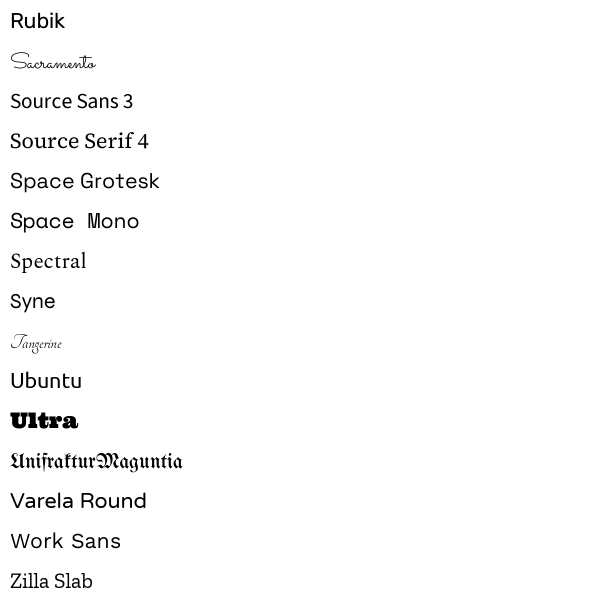 Rubik
Sacramento
Source Sans 3
Source Serif 4
Space Grotesk
Space Mono
Spectral
Syne
Tangerine
Ubuntu
Ultra
UnifrakturMaguntia
Varela Round
Work Sans
Zilla Slab